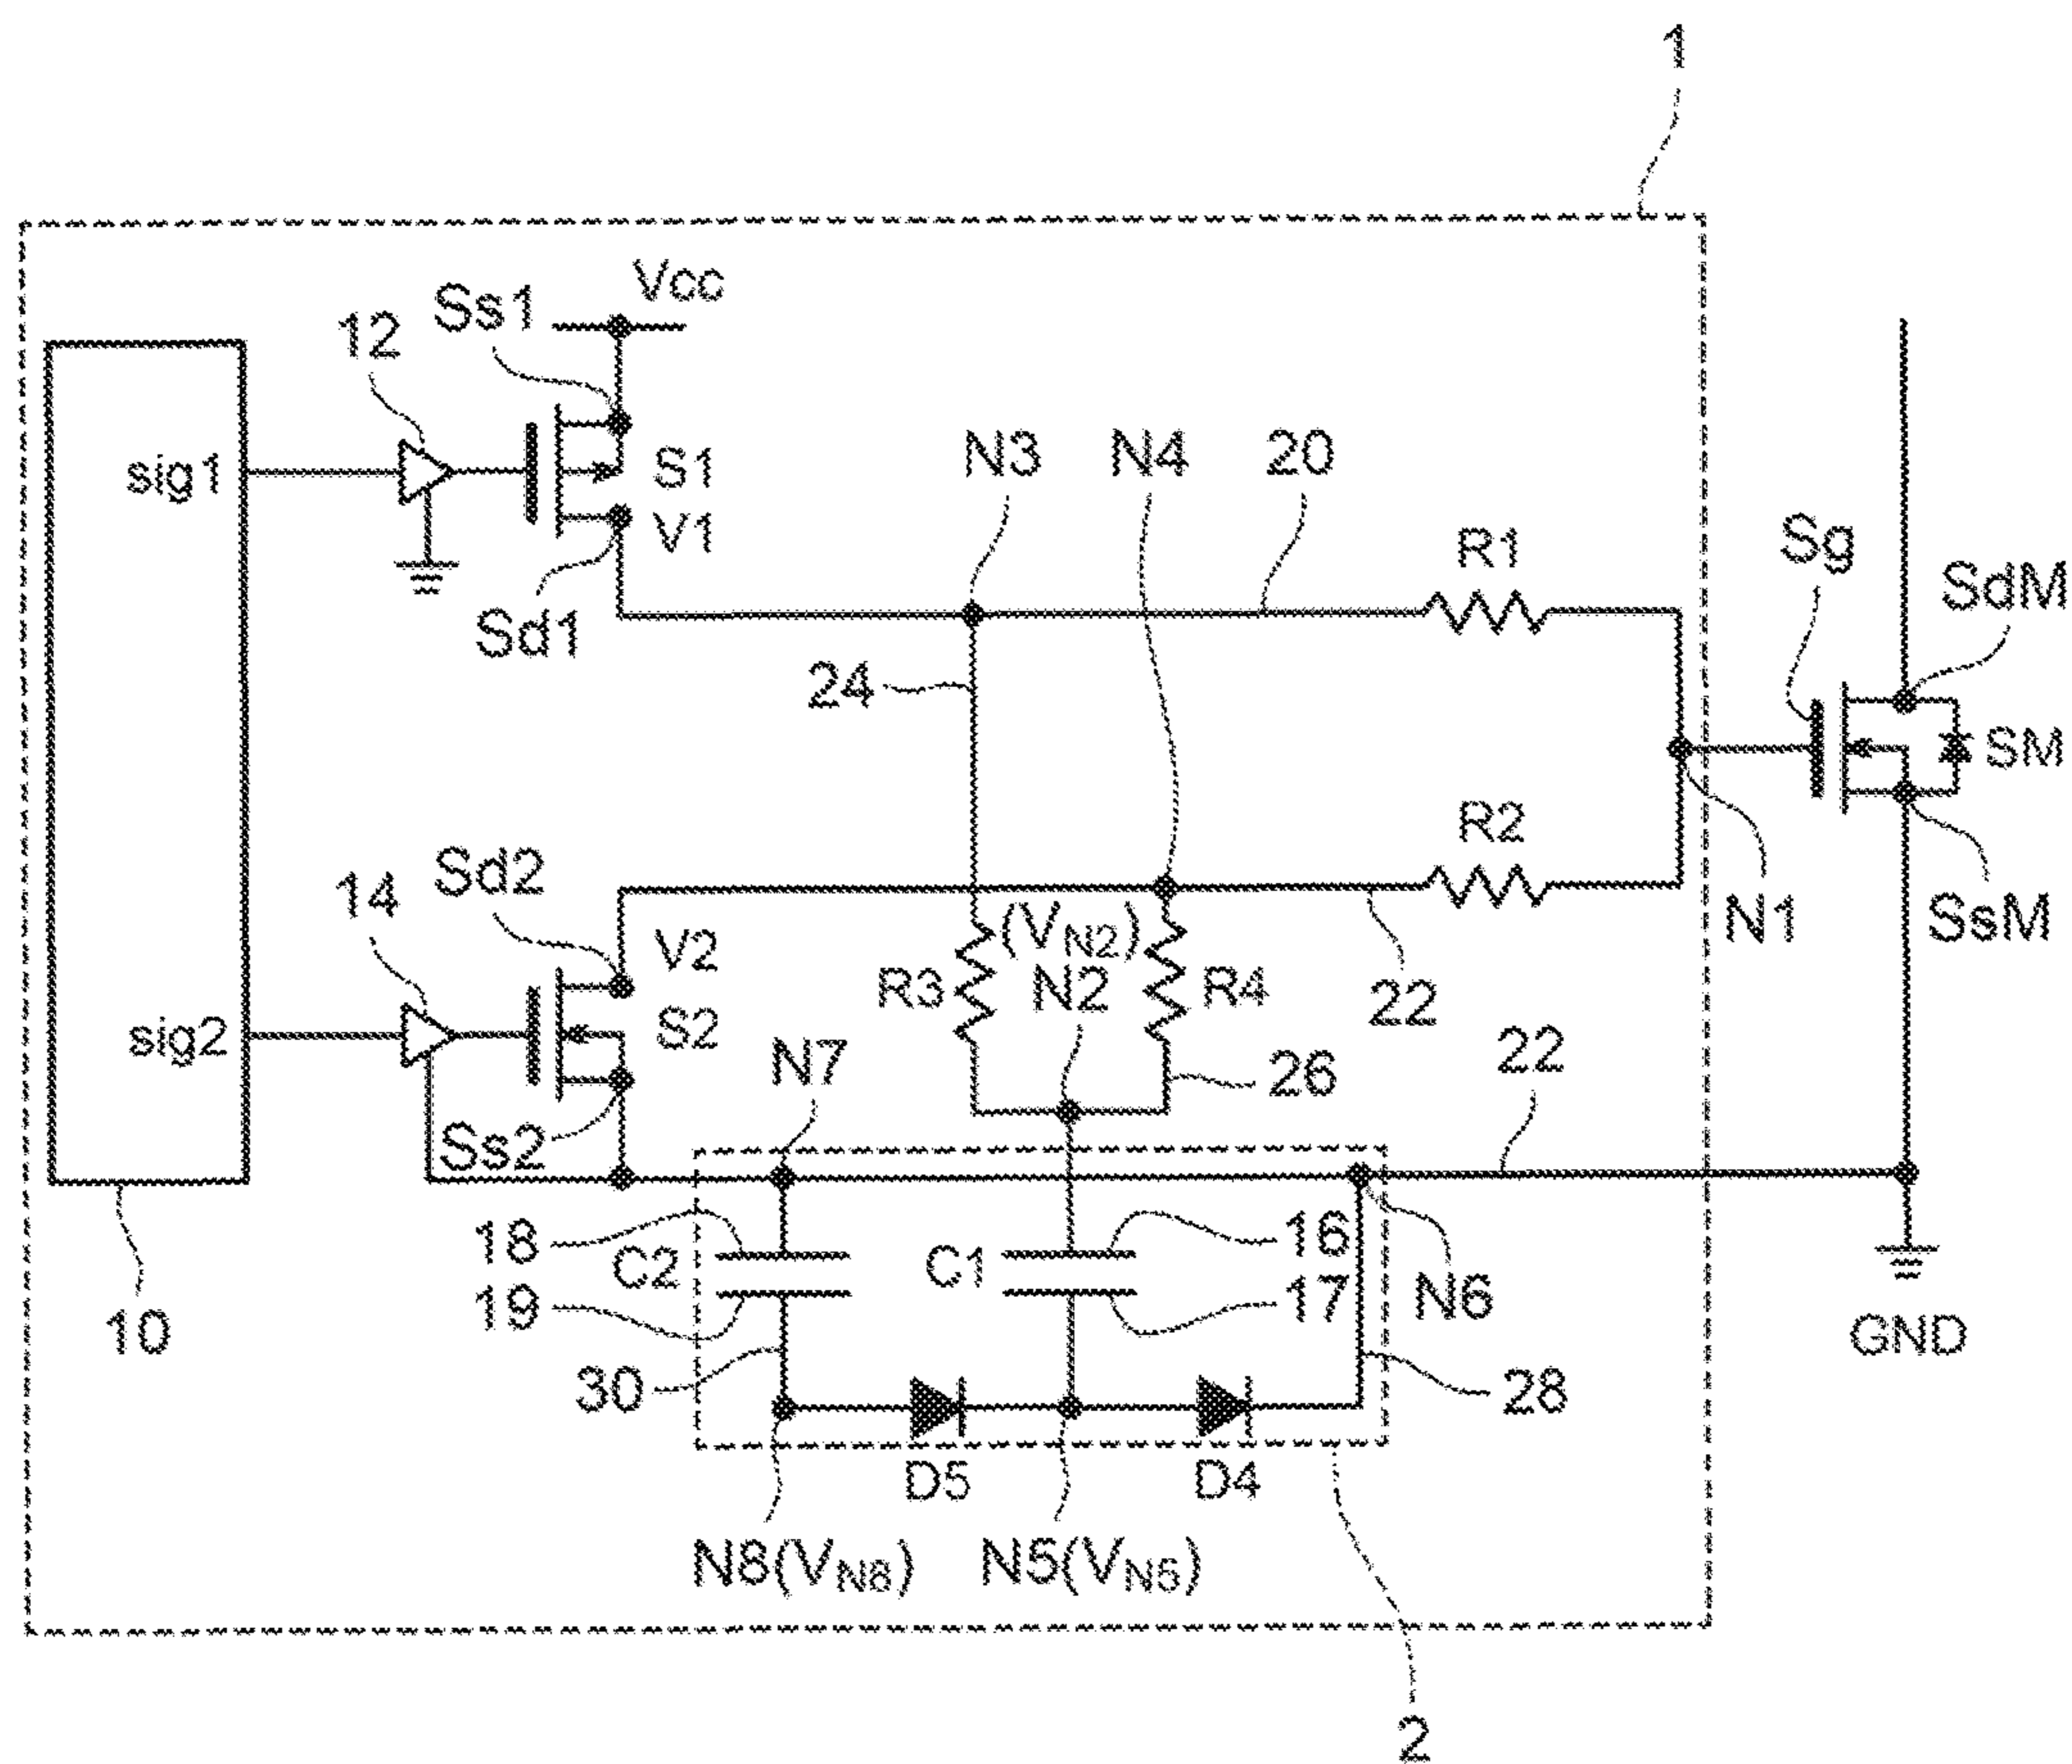 1
Vcc
Ss1
12
sig1
S1
V1
Sd1
N3
N4
20
R1
Sg
SdM
SM
24
R2
N1
SsM
Sd2
14
V2
S2
sig2
(VN2)
N2
R3
R4
22
N7
26
22
Ss2
18
C2
19
C1
16
17
N6
10
GND
30
28
D5
D4
N8(VN8)
N5(VN5)
2